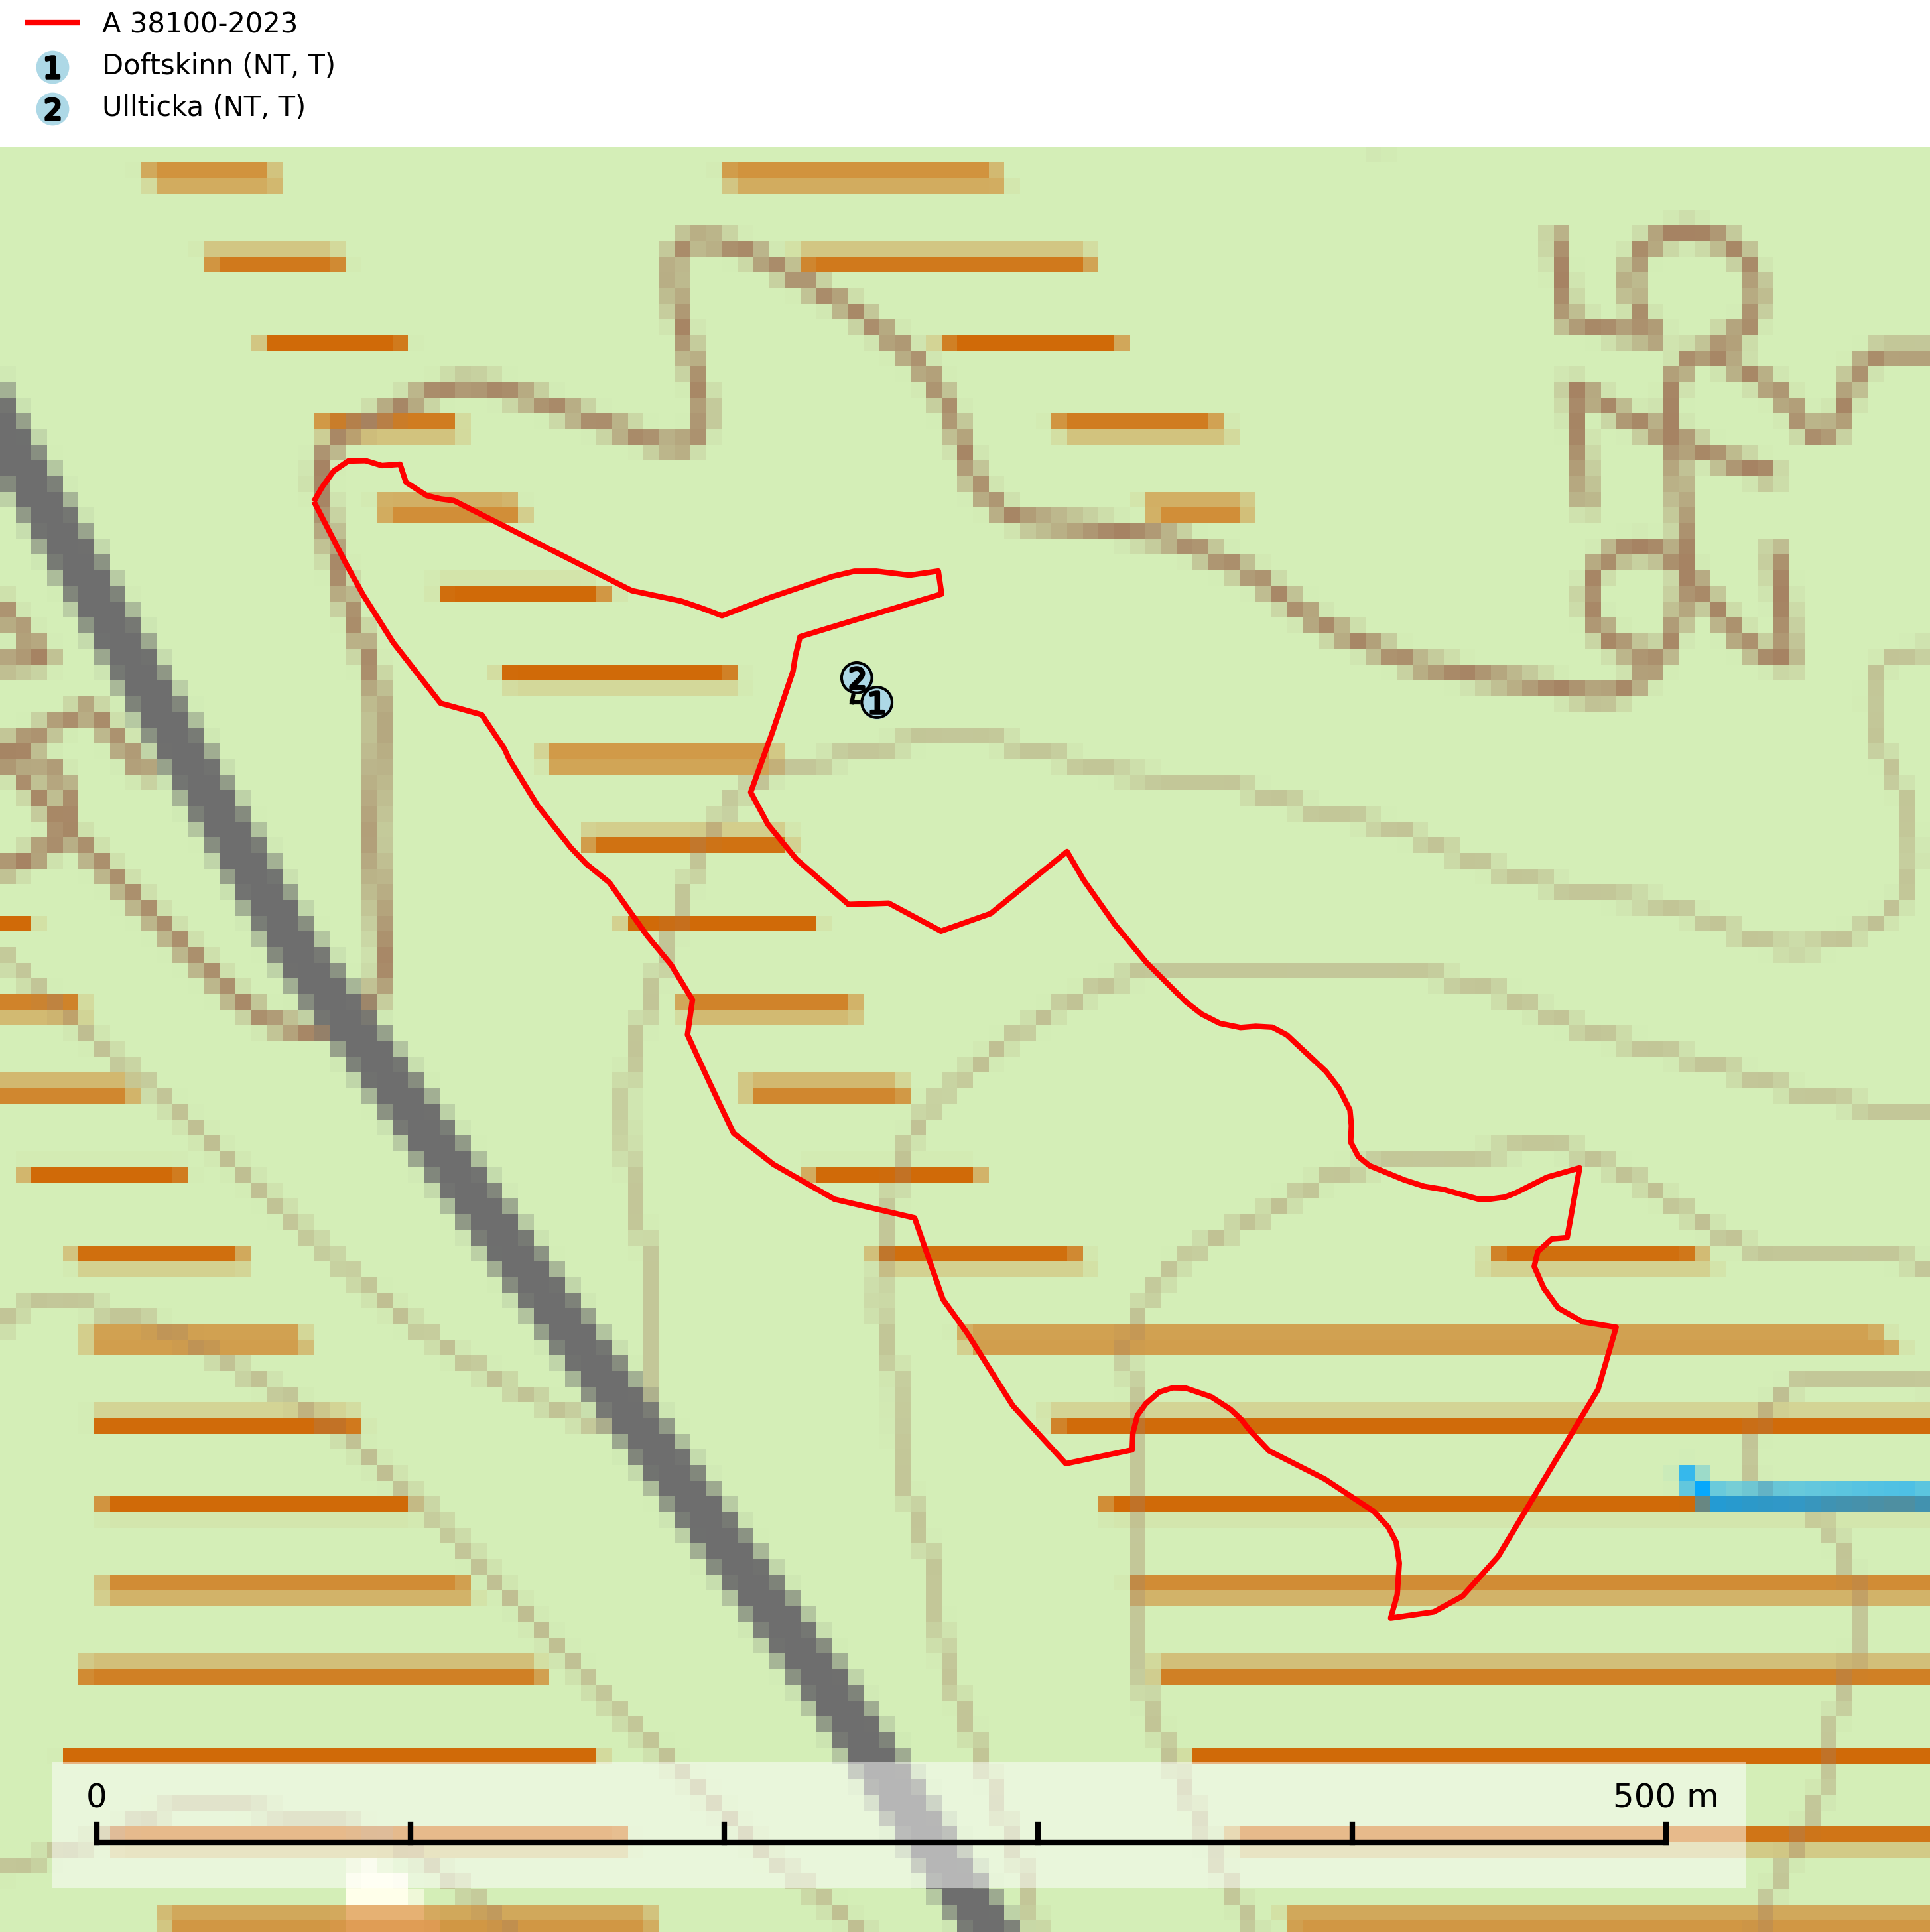 A 38100-2023
1 Doftskinn (NT, T)
2 Ullticka (NT, T)
2
1
0 500 m